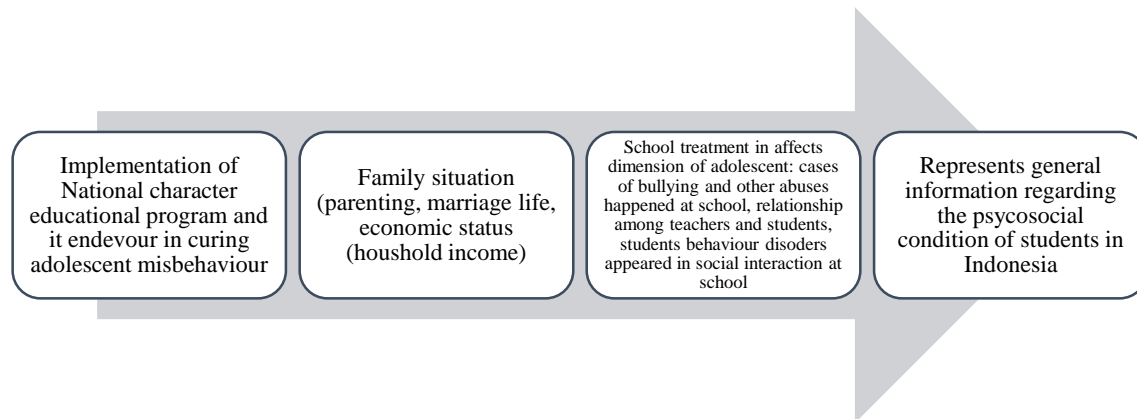 Implementation of
National character
educational program and
it endevour in curing
adolescent misbehaviour
Family situation
(parenting, marriage life,
economic status
(houshold income)
School treatment in affects
dimension of adolescent: cases
of bullying and other abuses
happened at school, relationship
among teachers and students,
students behaviour disoders
appeared in social interaction at
school
Represents general
information regarding
the psycosocial
condition of students in
Indonesia